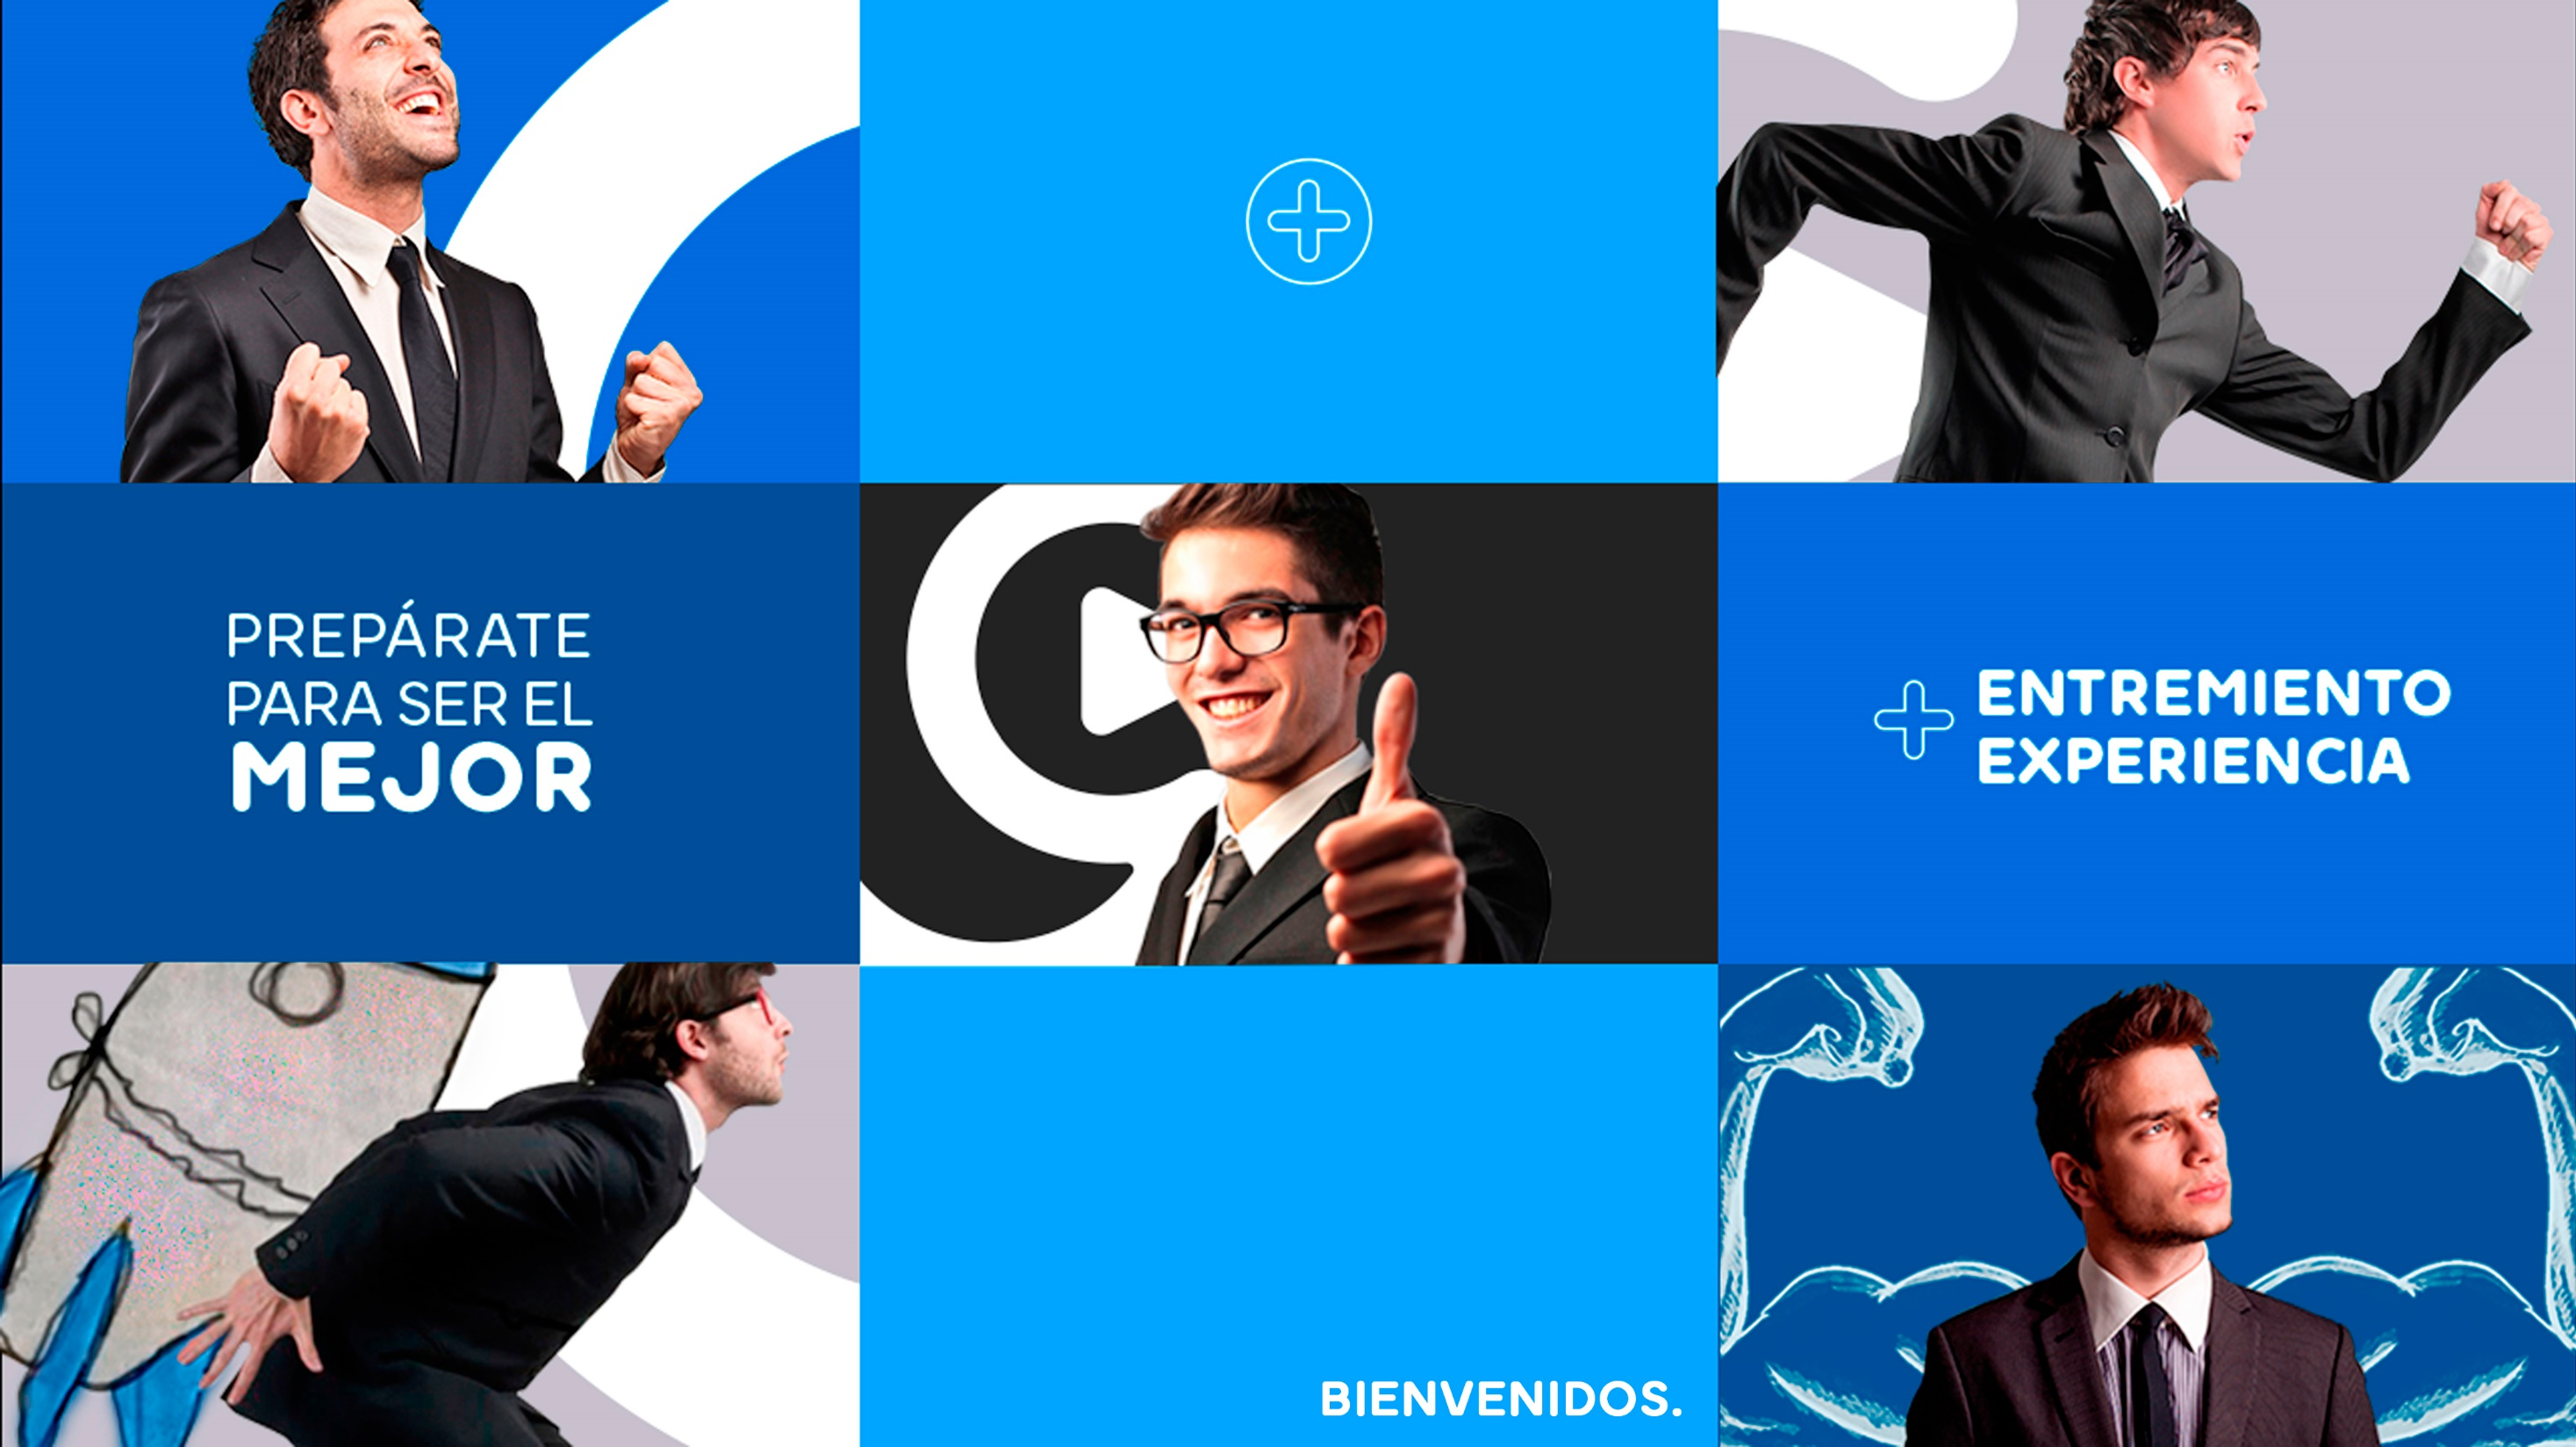 PREPÁRATE
PARA SER EL
MEJOR
ENTREMIENTO
EXPERIENCIA
BIENVENIDOS.